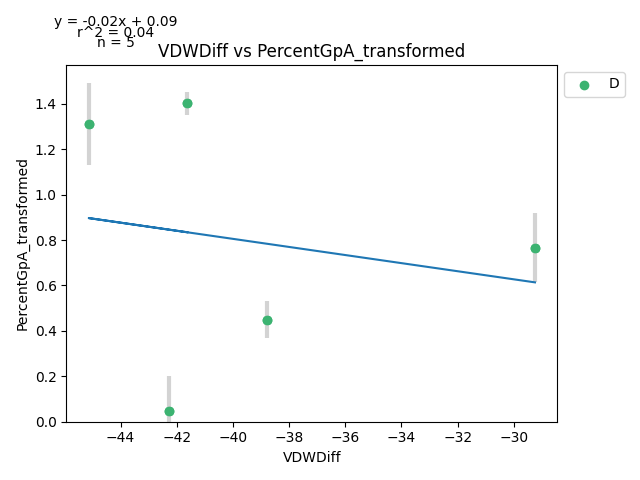 y = -0.02x + 0.09
r^2 = 0.04
n = 5
VDWDiff vs PercentGpA_transformed
D
PercentGpA_transformed
1.4
1.2
1.0
0.8
0.6
0.4
0.2
0.0
−44
−42
−40
−38
−36
−34
−32
−30
VDWDiff